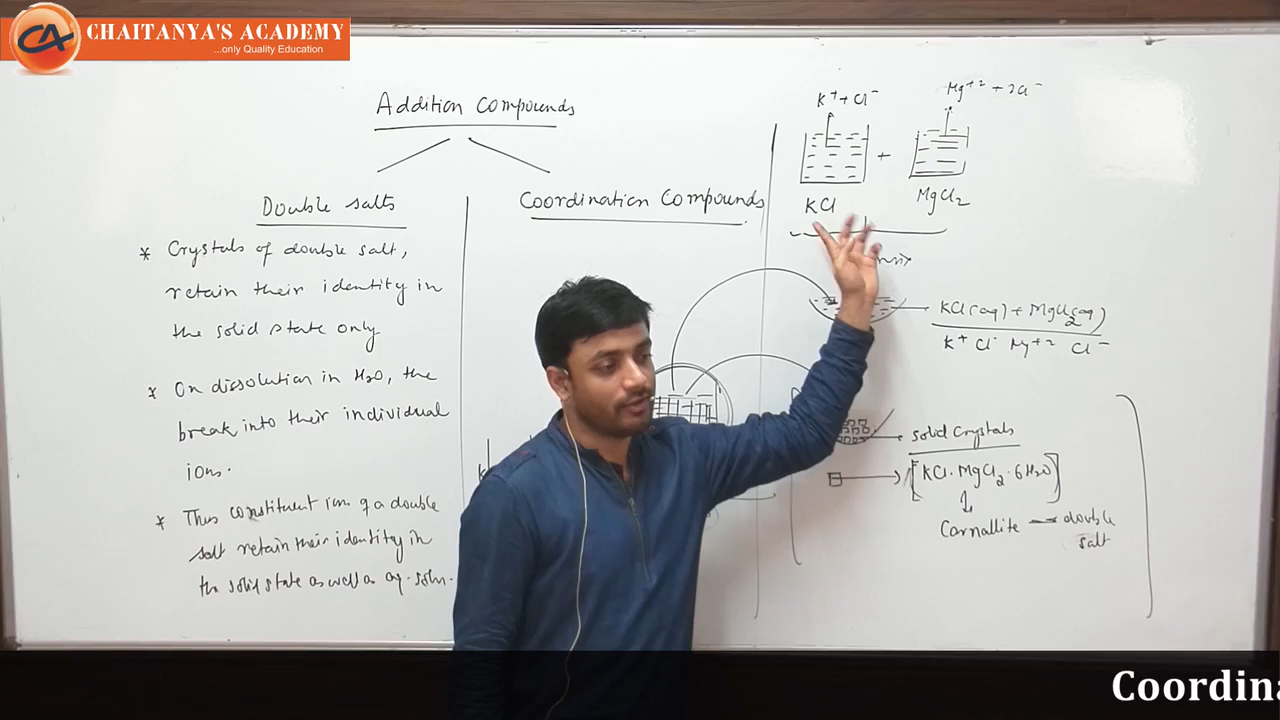 CHAITANYA'S ACADEMY
...only Quality Education
Addition Compounds
Double salts
* Crystals of double salt,
retain their identity in
the solid state only
* On dissolution in H2O, the
break into their individual
ions.
* Thus constituent ion of a double
salt retain their identity in
the solid state as well as aq. soln.
Coordination Compounds
K+ + Cl-
Mg+2 + 2Cl-
+
KCl
MgCl2
KCl(aq) + MgCl2(aq)
K+ Cl- Mg+2 Cl-
solid crystals
[KCl·MgCl2·6H2O]
Carnallite — double
salt
Coordina